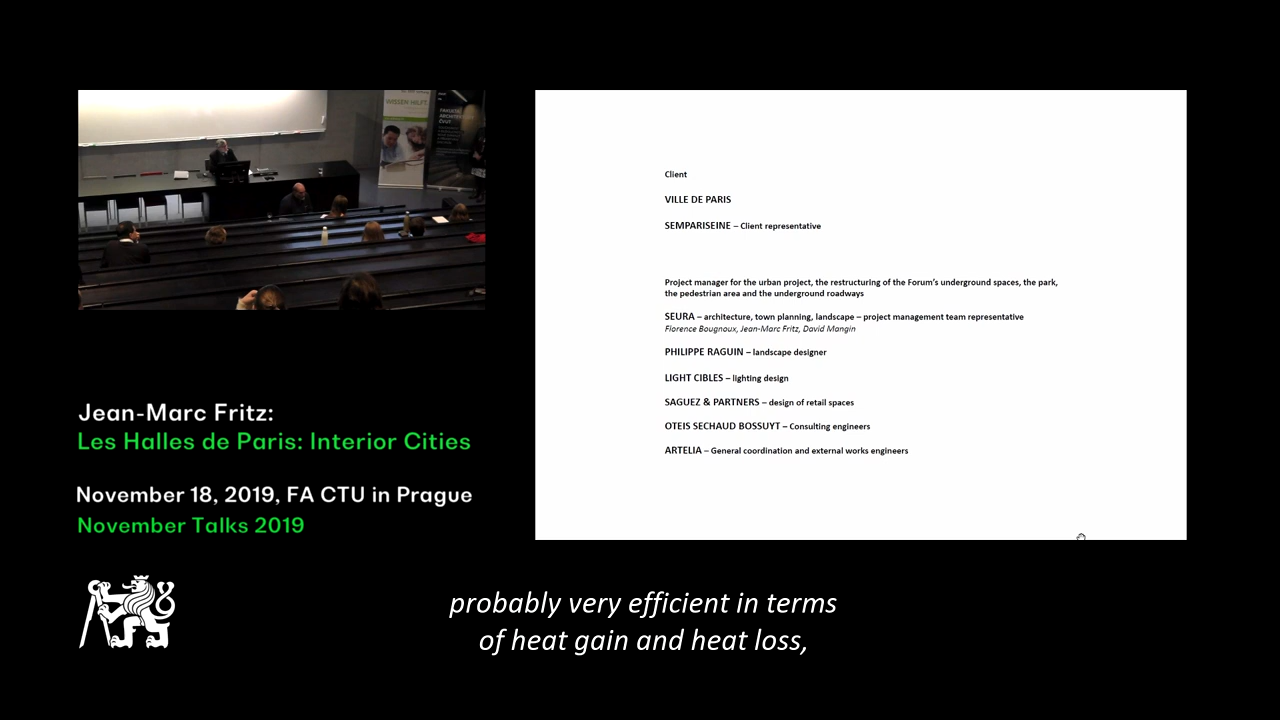 WISSEN HILFT.
Client
VILLE DE PARIS
SEMPARISEINE – Client representative
Project manager for the urban project, the restructuring of the Forum's underground spaces, the park,
the pedestrian area and the underground roadways
SEURA – architecture, town planning, landscape – project management team representative
Florence Bougnoux, Jean-Marc Fritz, David Mangin
PHILIPPE RAGUIN – landscape designer
LIGHT CIBLES – lighting design
SAGUEZ & PARTNERS – design of retail spaces
OTEIS SECHAUD BOSSUYT – Consulting engineers
ARTELIA – General coordination and external works engineers
Jean-Marc Fritz:
Les Halles de Paris: Interior Cities
November 18, 2019, FA CTU in Prague
November Talks 2019
probably very efficient in terms
of heat gain and heat loss,